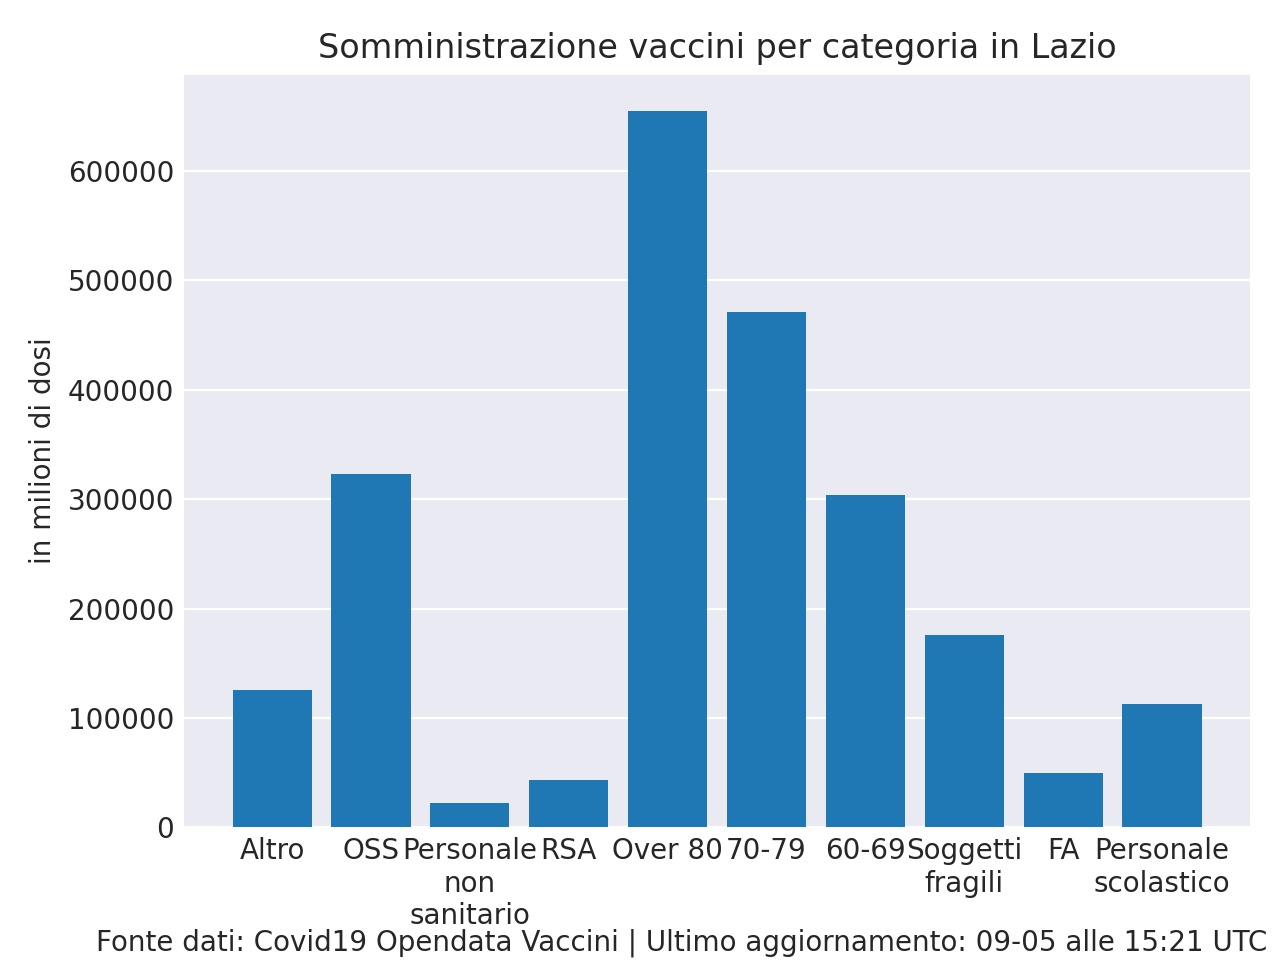 Somministrazione vaccini per categoria in Lazio
600000
500000
400000
300000
200000
100000
0
in milioni di dosi
Altro
OSS
Personale
non
sanitario
RSA
Over 80
70-79
60-69
Soggetti
fragili
FA
Personale
scolastico
Fonte dati: Covid19 Opendata Vaccini | Ultimo aggiornamento: 09-05 alle 15:21 UTC